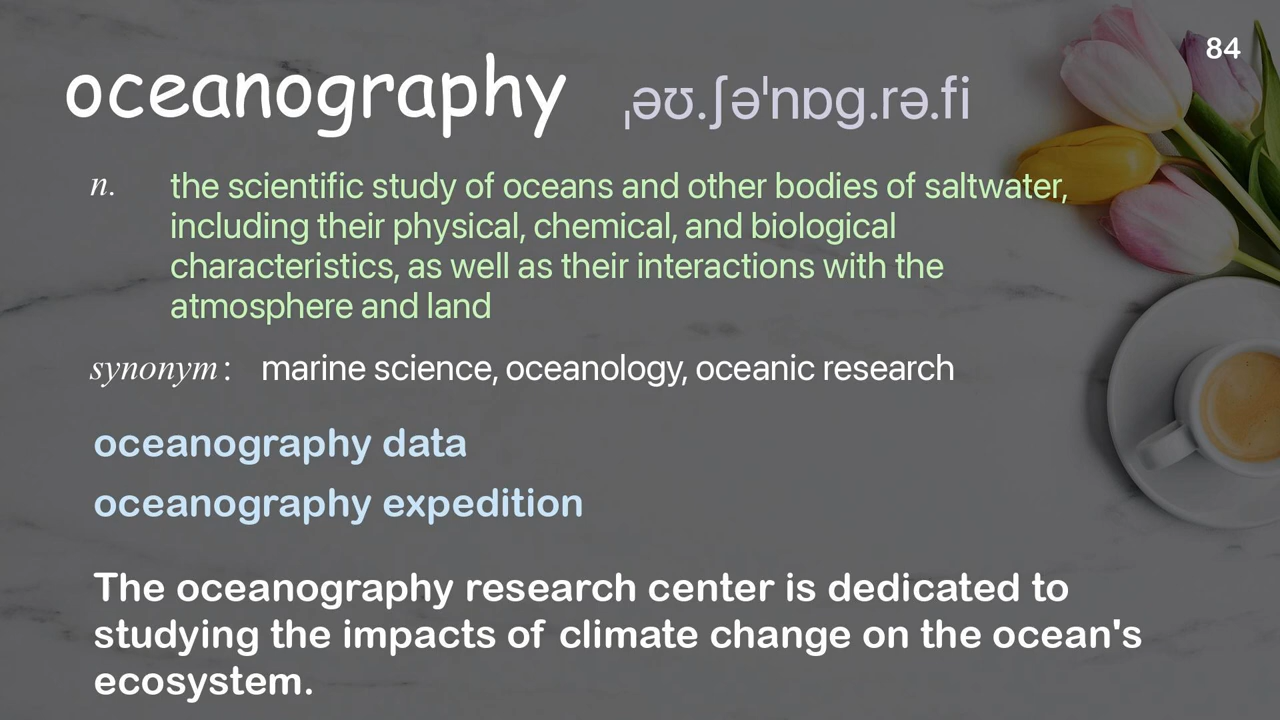 84
oceanography ˌəʊ.ʃəˈnɒg.rə.fi
n. the scientific study of oceans and other bodies of saltwater,
including their physical, chemical, and biological
characteristics, as well as their interactions with the
atmosphere and land
synonym: marine science, oceanology, oceanic research
oceanography data
oceanography expedition
The oceanography research center is dedicated to
studying the impacts of climate change on the ocean's
ecosystem.